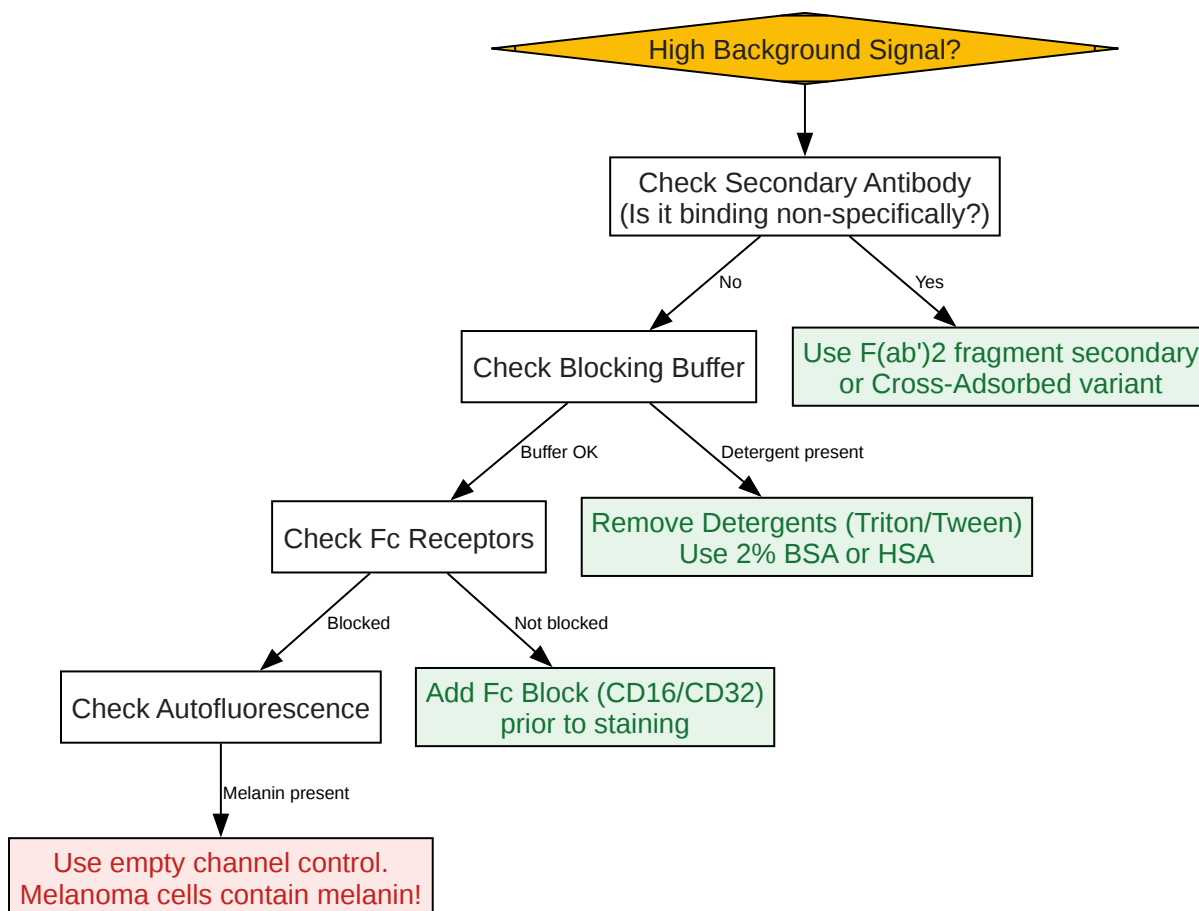 High Background Signal?
Check Secondary Antibody
(Is it binding non-specifically?)
No
Yes
Check Blocking Buffer
Use F(ab')2 fragment secondary
or Cross-Adsorbed variant
Buffer OK
Detergent present
Check Fc Receptors
Remove Detergents (Triton/Tween)
Use 2% BSA or HSA
Blocked
Not blocked
Check Autofluorescence
Add Fc Block (CD16/CD32)
prior to staining
Melanin present
Use empty channel control.
Melanoma cells contain melanin!